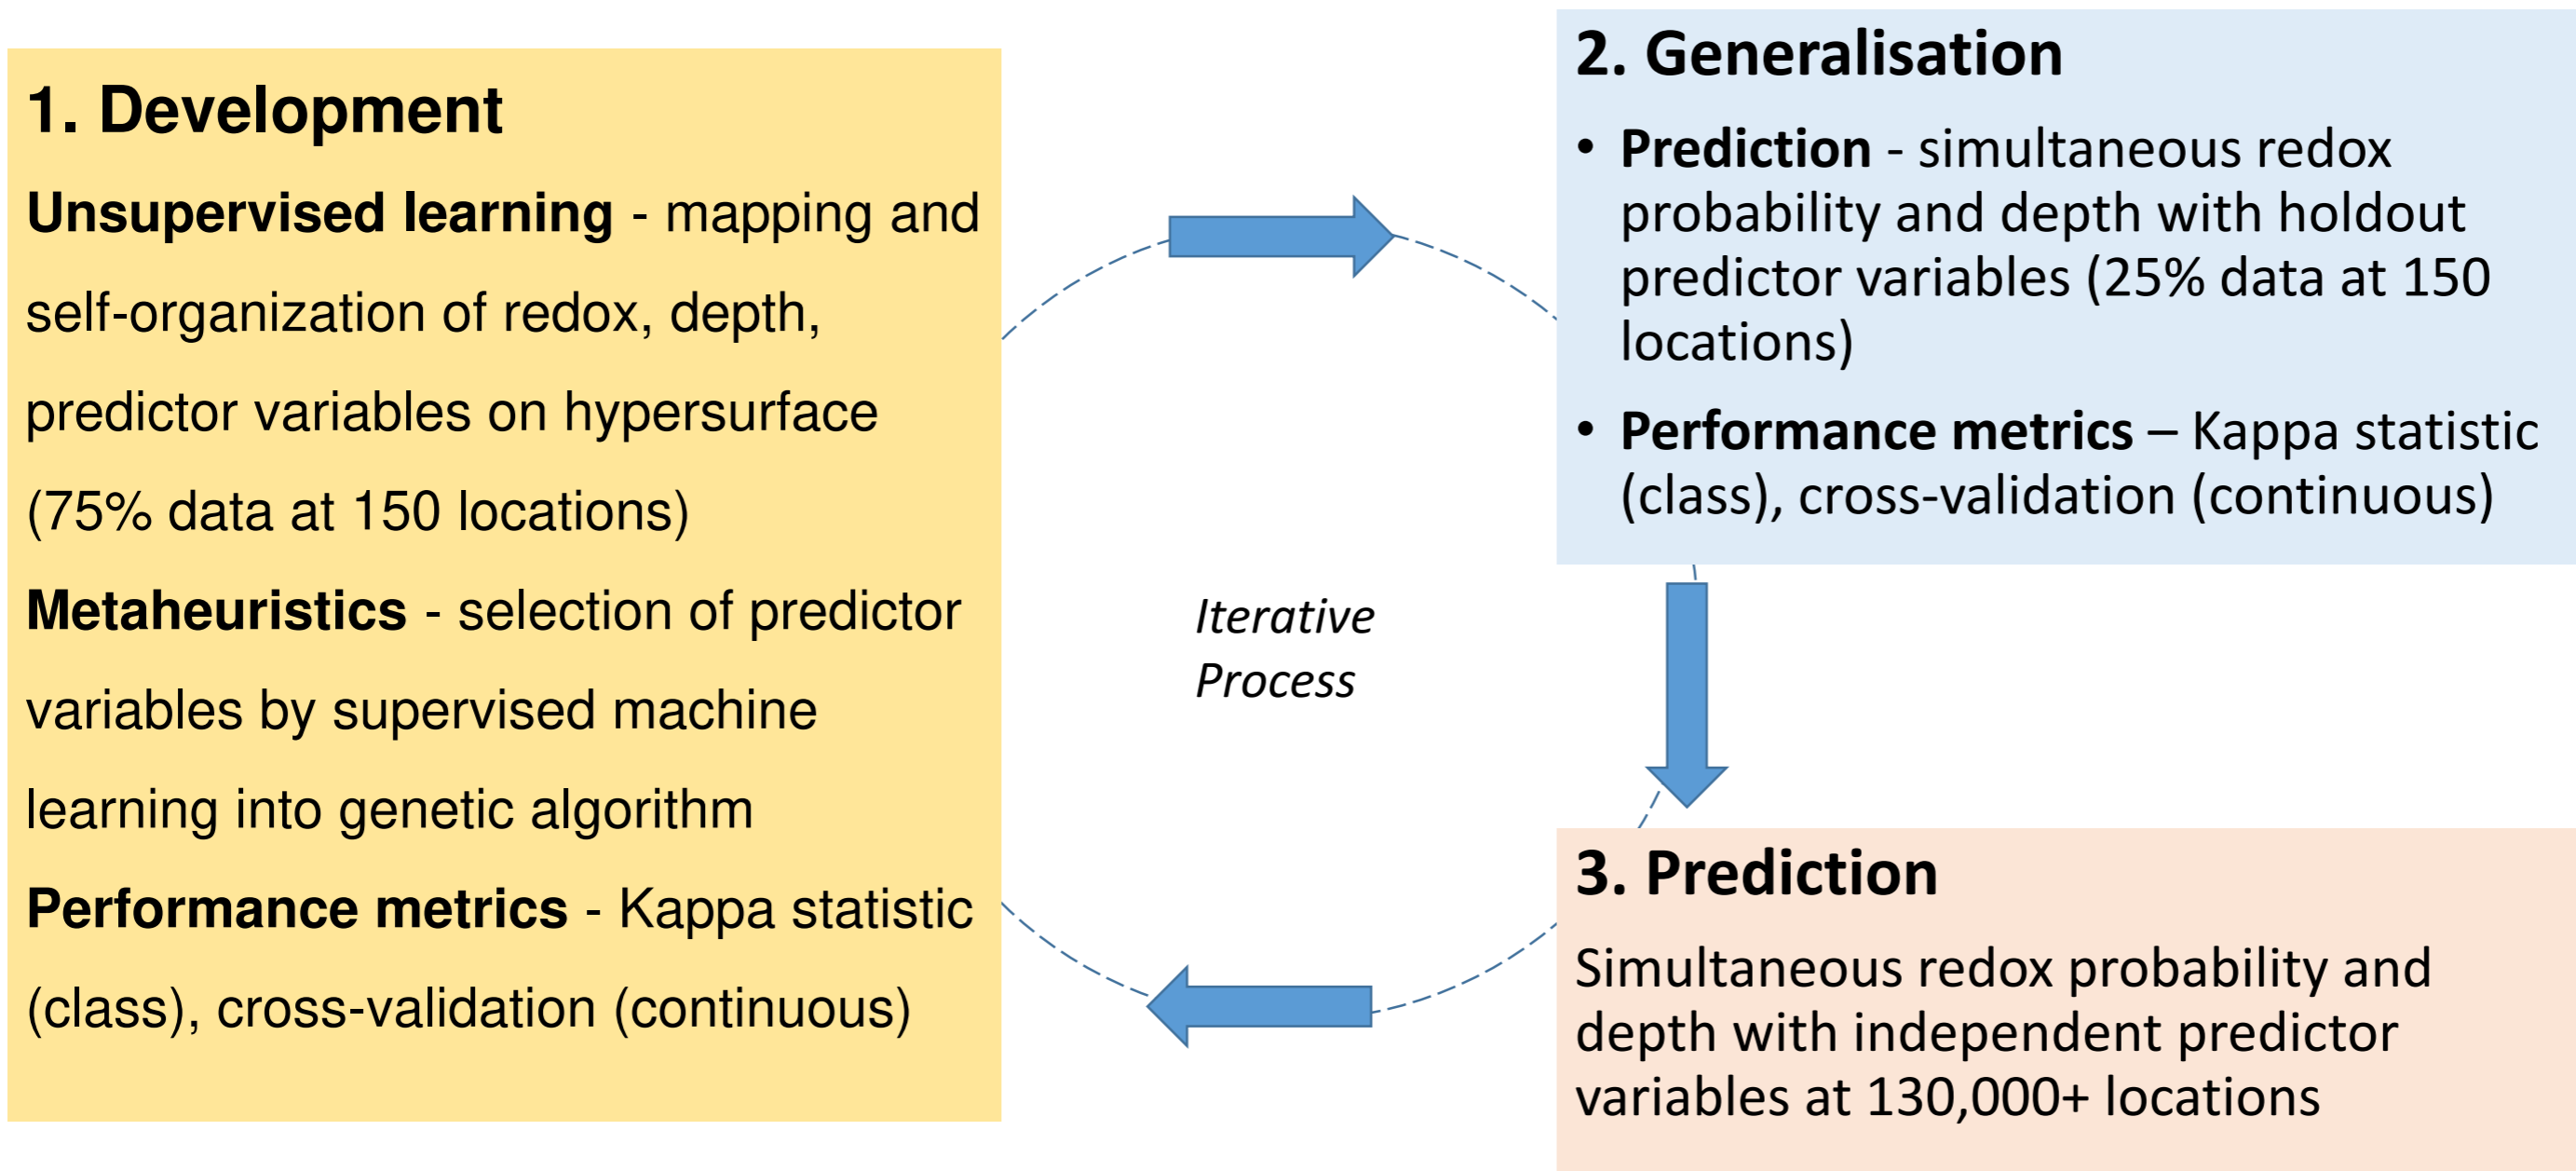 1. Development
Unsupervised learning - mapping and
self-organization of redox, depth,
predictor variables on hypersurface
(75% data at 150 locations)
Metaheuristics - selection of predictor
variables by supervised machine
learning into genetic algorithm
Performance metrics - Kappa statistic
(class), cross-validation (continuous)
Iterative
Process
2. Generalisation
• Prediction - simultaneous redox
probability and depth with holdout
predictor variables (25% data at 150
locations)
• Performance metrics – Kappa statistic
(class), cross-validation (continuous)
3. Prediction
Simultaneous redox probability and
depth with independent predictor
variables at 130,000+ locations